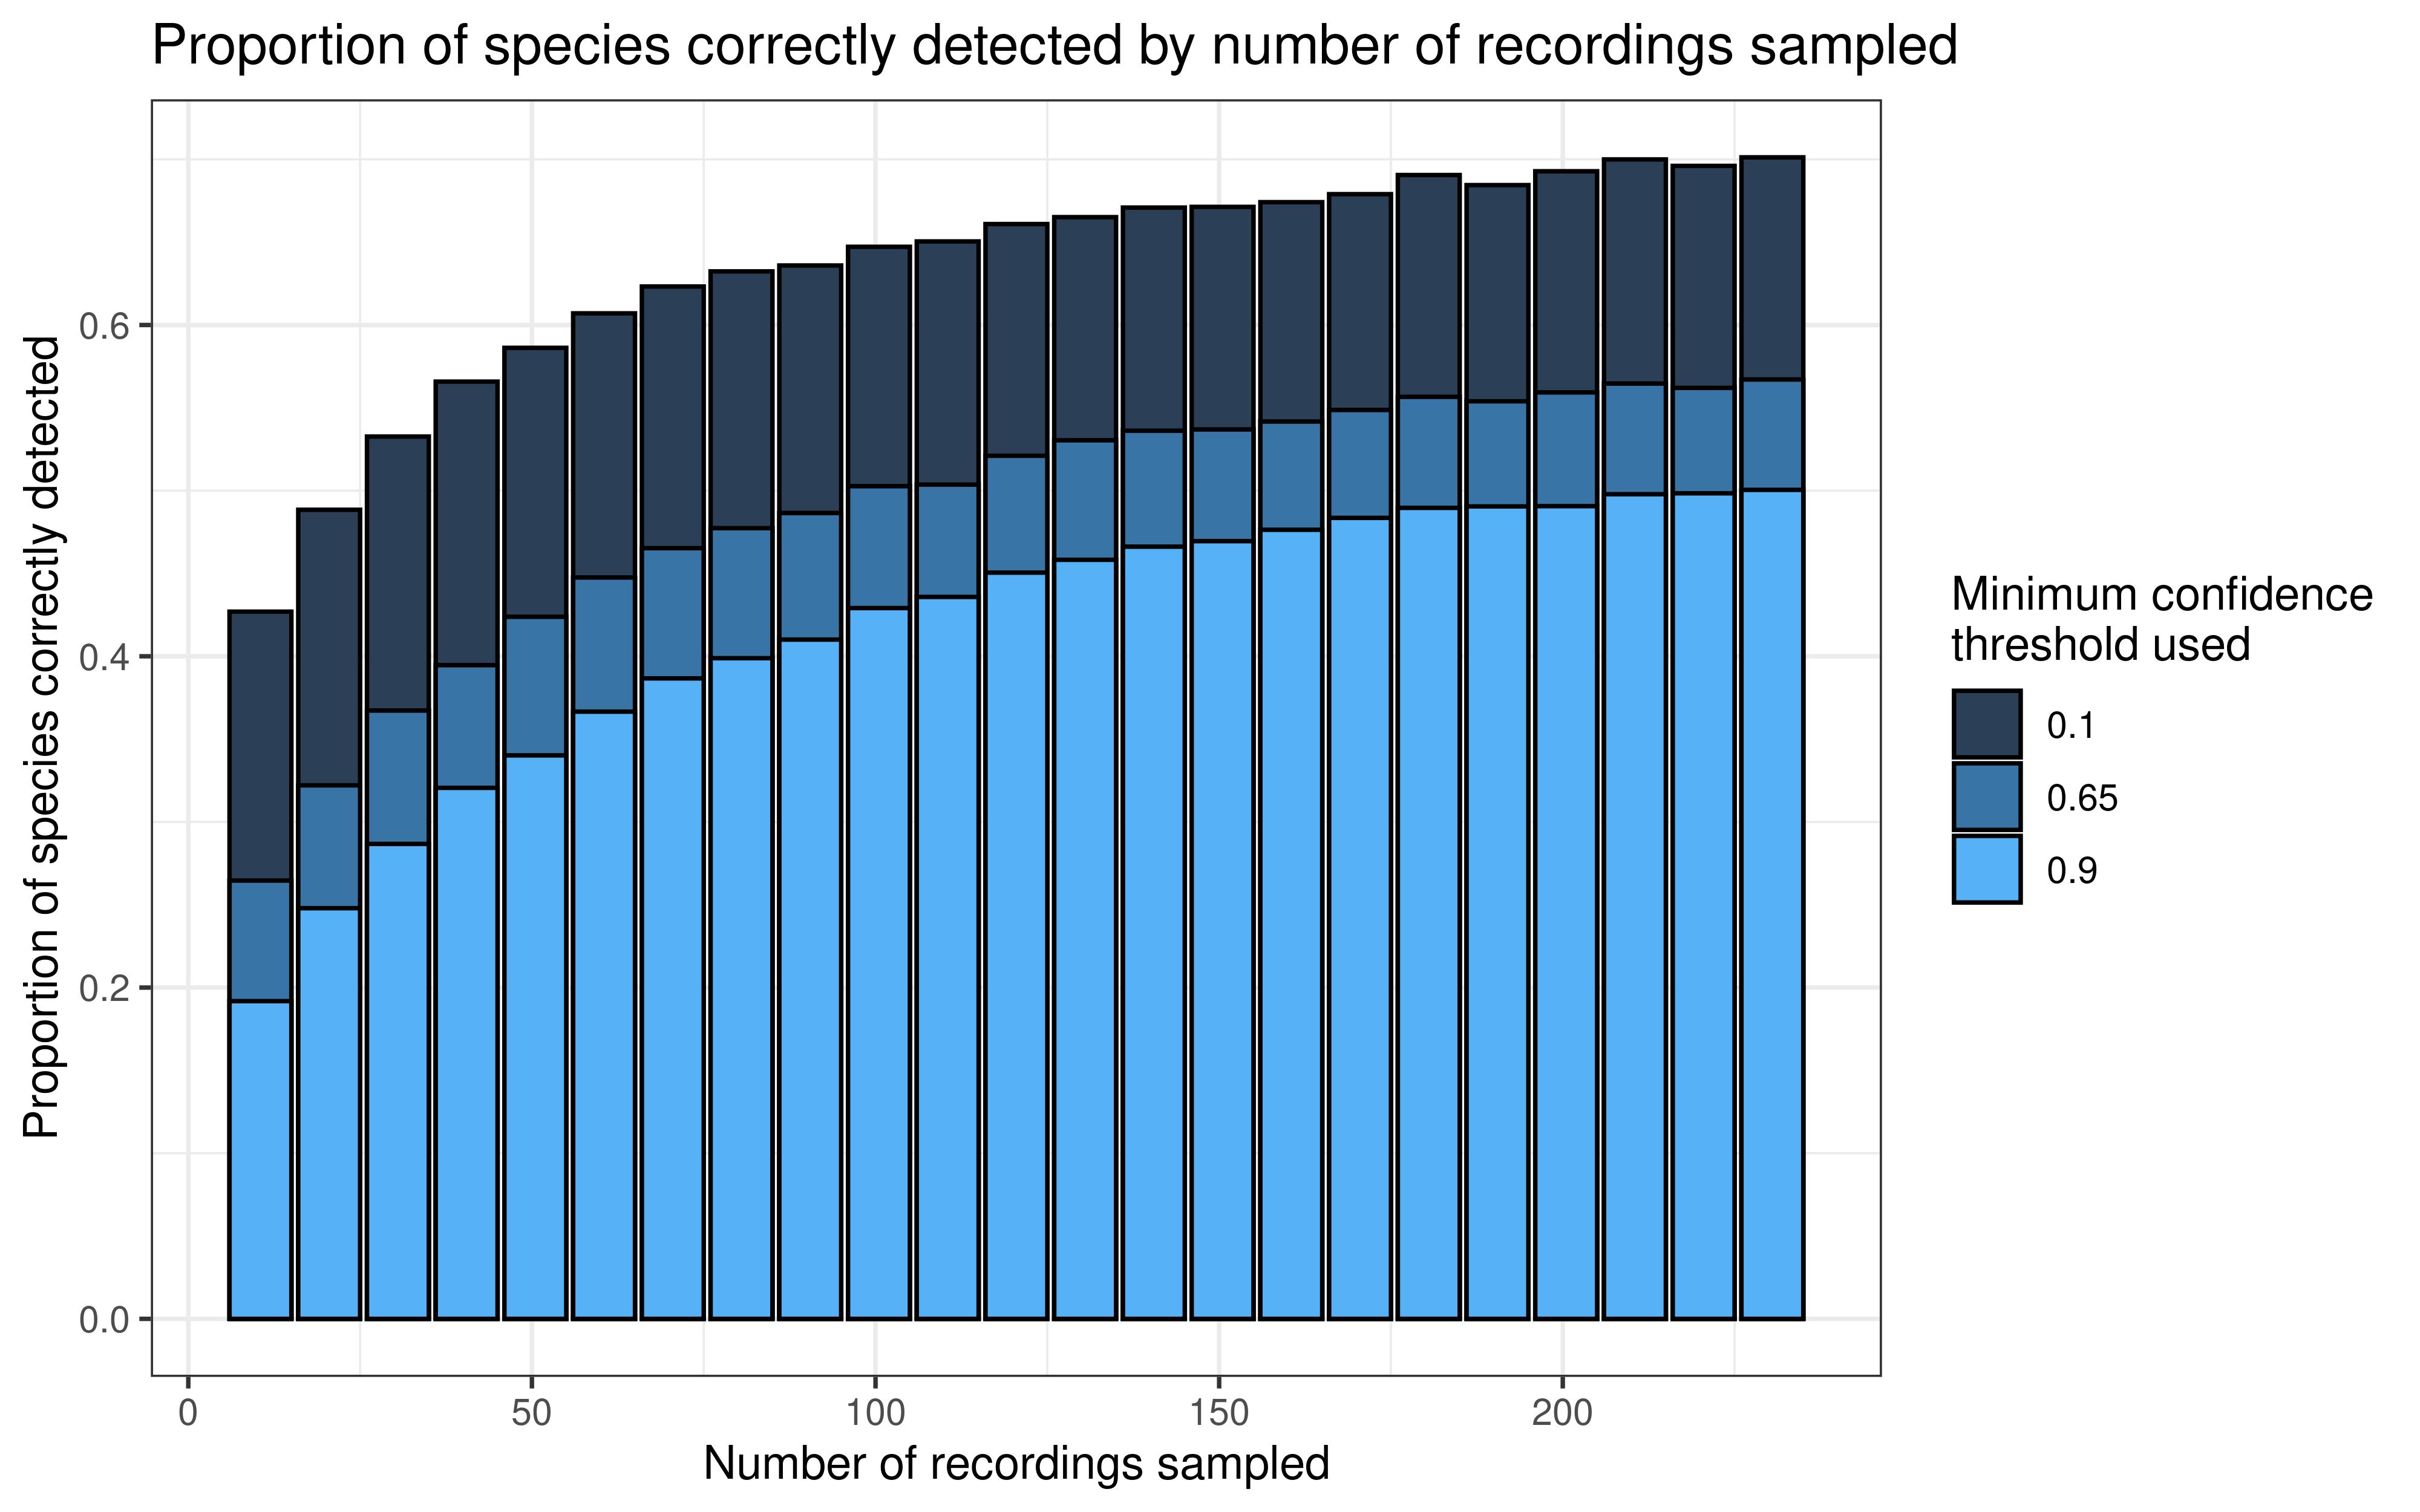 Proportion of species correctly detected by number of recordings sampled
Proportion of species correctly detected
0.6
0.4
0.2
0.0
0 50 100 150 200
Number of recordings sampled
Minimum confidence
threshold used
0.1
0.65
0.9